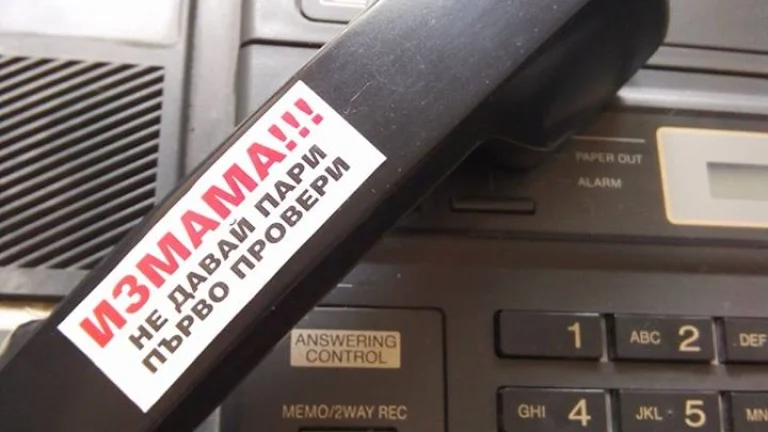 ИЗМАМА!!!
НЕ ДАВАЙ ПАРИ
ПЪРВО ПРОВЕРИ
PAPER OUT
ALARM
ANSWERING
CONTROL
MEMO/2WAY REC
1
ABC 2
DEF
GHI 4
JKL 5
MN